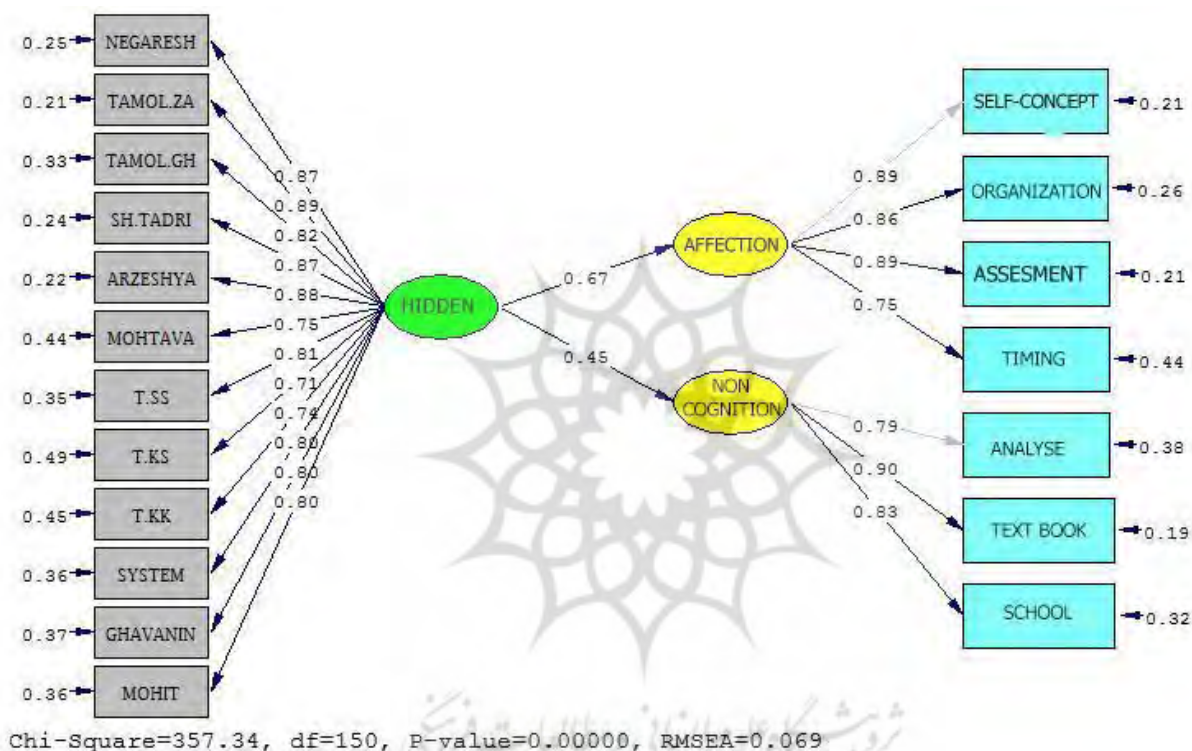 0.25
NEGARESH
0.21
TAMOL.ZA
0.33
TAMOL.GH
0.24
SH.TADRI
0.22
ARZESHYA
0.44
MOHTAVA
0.35
T.SS
0.49
T.KS
0.45
T.KK
0.36
SYSTEM
0.37
GHAVANIN
0.36
MOHIT
0.87
0.89
0.82
0.87
0.88
0.75
0.81
0.71
0.74
0.80
0.80
0.80
HIDDEN
0.67
0.45
AFFECTION
NON
COGNITION
0.89
0.86
0.89
0.75
0.79
0.90
0.83
SELF-CONCEPT
0.21
ORGANIZATION
0.26
ASSESMENT
0.21
TIMING
0.44
ANALYSE
0.38
TEXT BOOK
0.19
SCHOOL
0.32
Chi-Square=357.34, df=150, P-value=0.00000, RMSEA=0.069